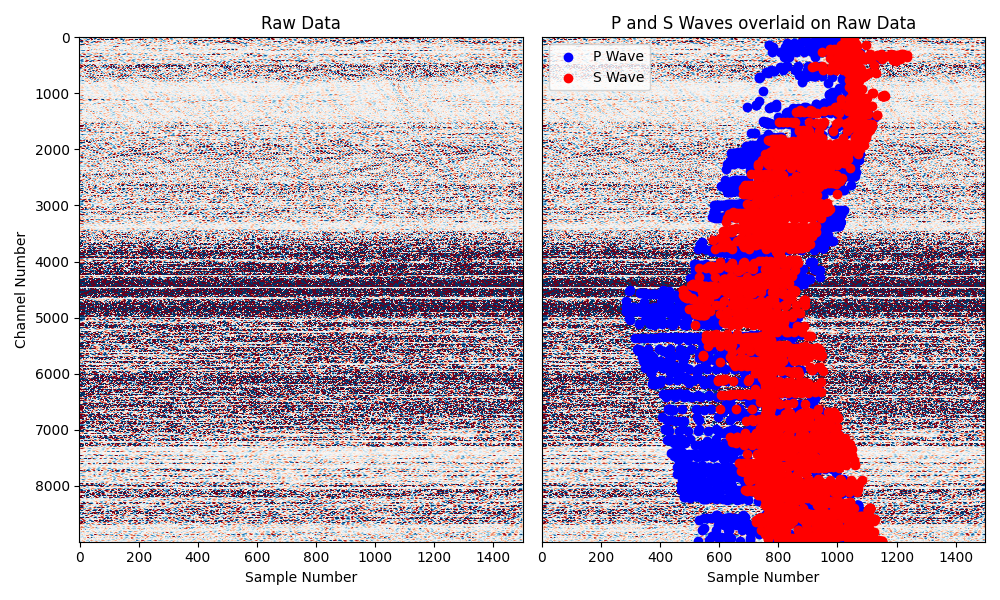 Raw Data
P and S Waves overlaid on Raw Data
P Wave
S Wave
Channel Number
0
1000
2000
3000
4000
5000
6000
7000
8000
0 200 400 600 800 1000 1200 1400
0 200 400 600 800 1000 1200 1400
Sample Number
Sample Number